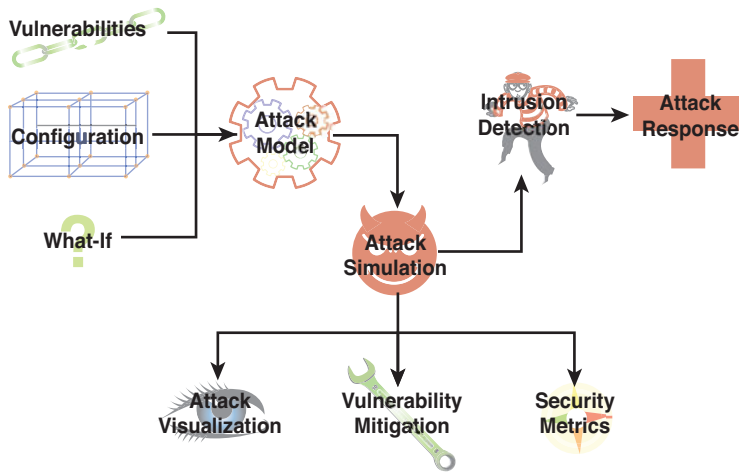 Vulnerabilities
Configuration
What-If
Attack
Model
Attack
Simulation
Intrusion
Detection
Attack
Response
Attack
Visualization
Vulnerability
Mitigation
Security
Metrics